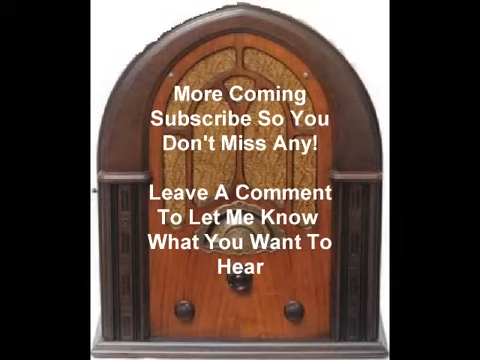 More Coming
Subscribe So You
Don't Miss Any!
Leave A Comment
To Let Me Know
What You Want To
Hear